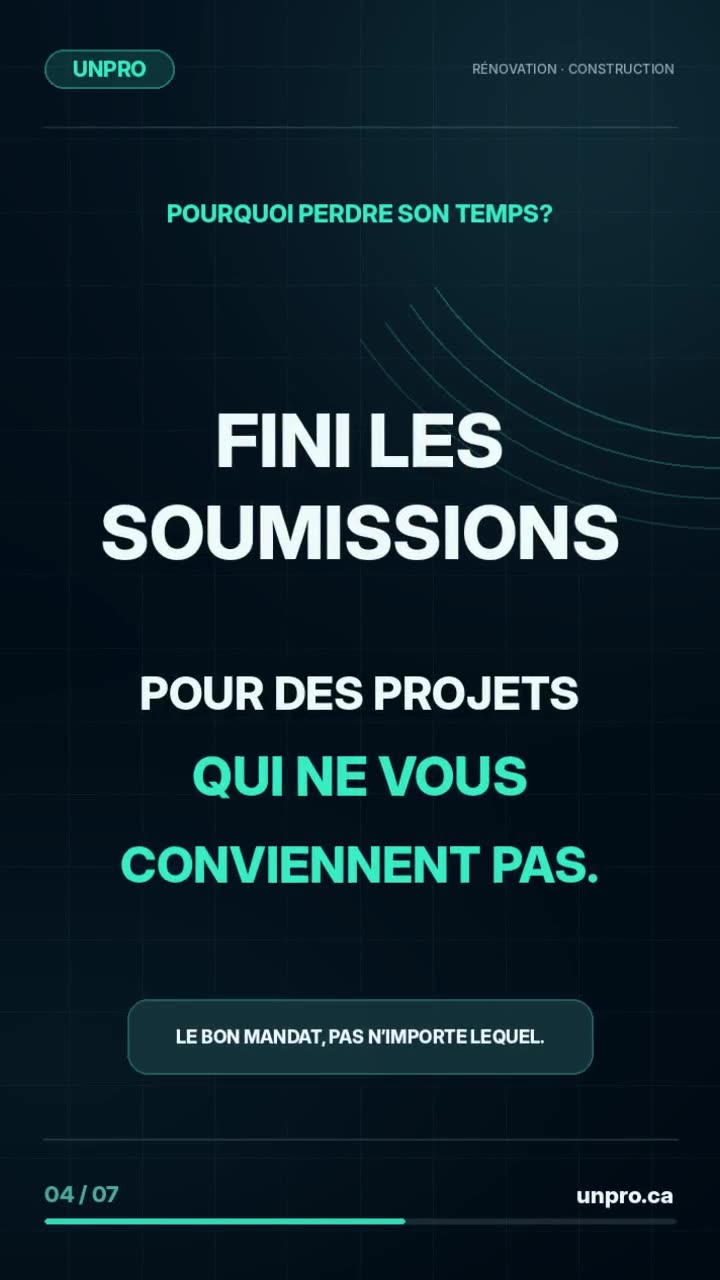 UNPRO
RÉNOVATION · CONSTRUCTION
POURQUOI PERDRE SON TEMPS?
FINI LES
SOUMISSIONS
POUR DES PROJETS
QUI NE VOUS
CONVIENNENT PAS.
LE BON MANDAT, PAS N’IMPORTE LEQUEL.
04 / 07
unpro.ca